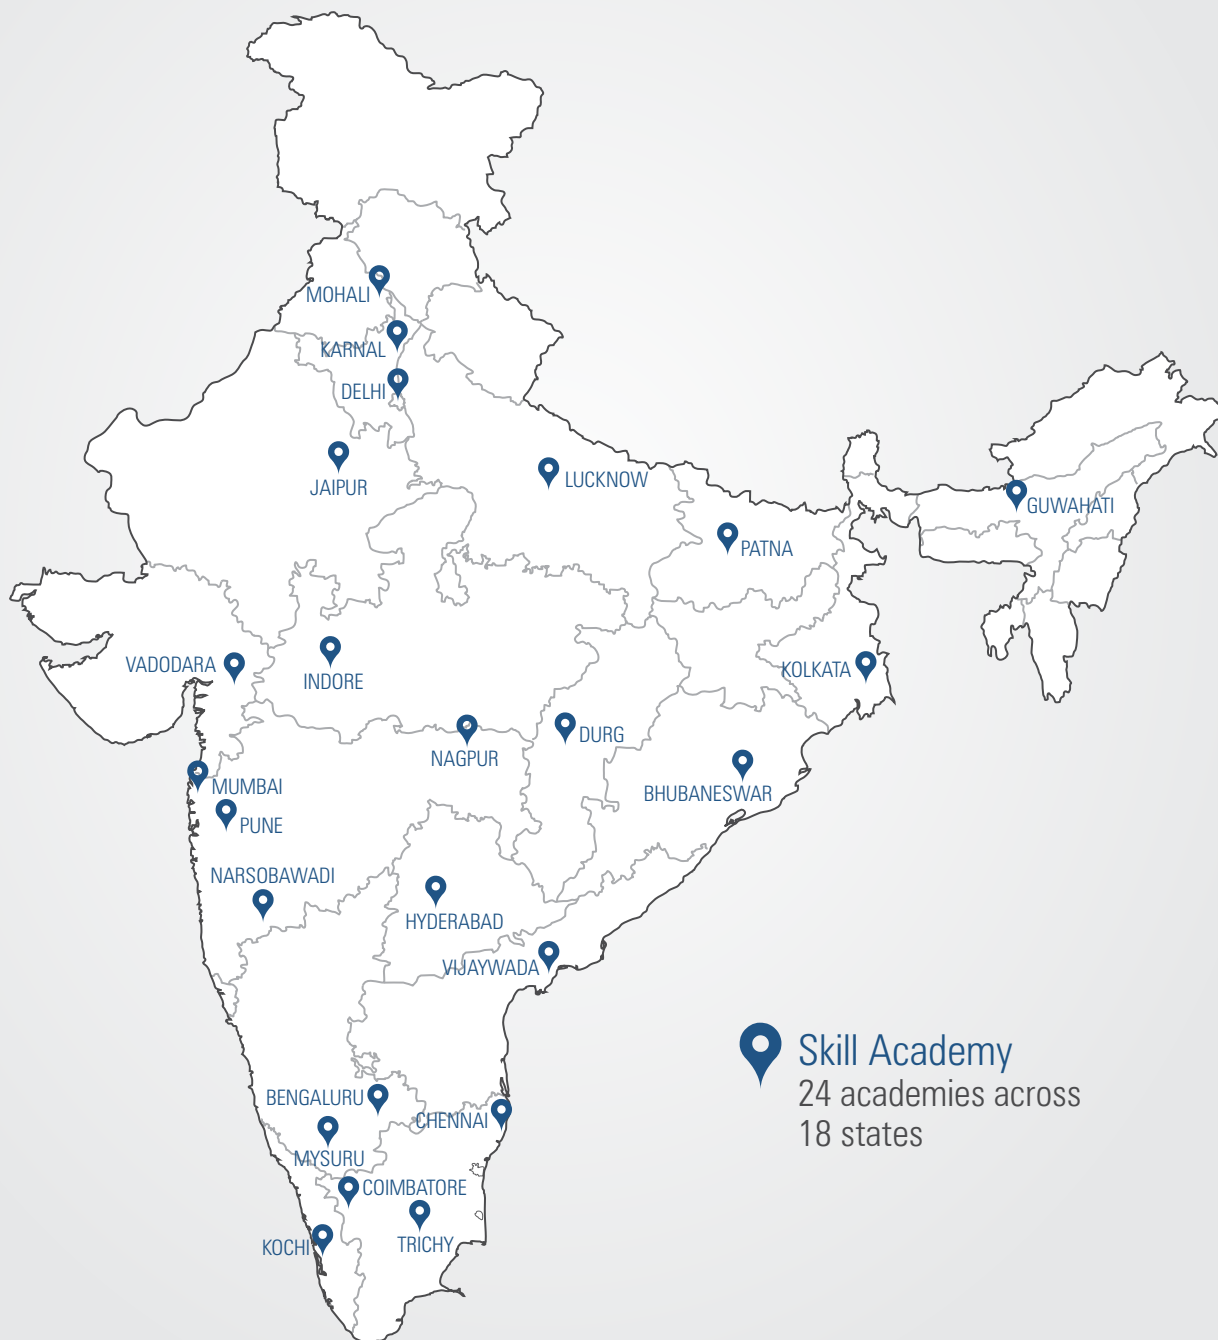 MOHALI
KARNAL
DELHI
JAIPUR
LUCKNOW
GUWAHATI
PATNA
VADODARA
INDORE
KOLKATA
NAGPUR
DURG
MUMBAI
BHUBANESWAR
PUNE
NARSOBAWADI
HYDERABAD
VIJAYWADA
Skill Academy
24 academies across
18 states
BENGALURU
CHENNAI
MYSURU
COIMBATORE
KOCHI
TRICHY